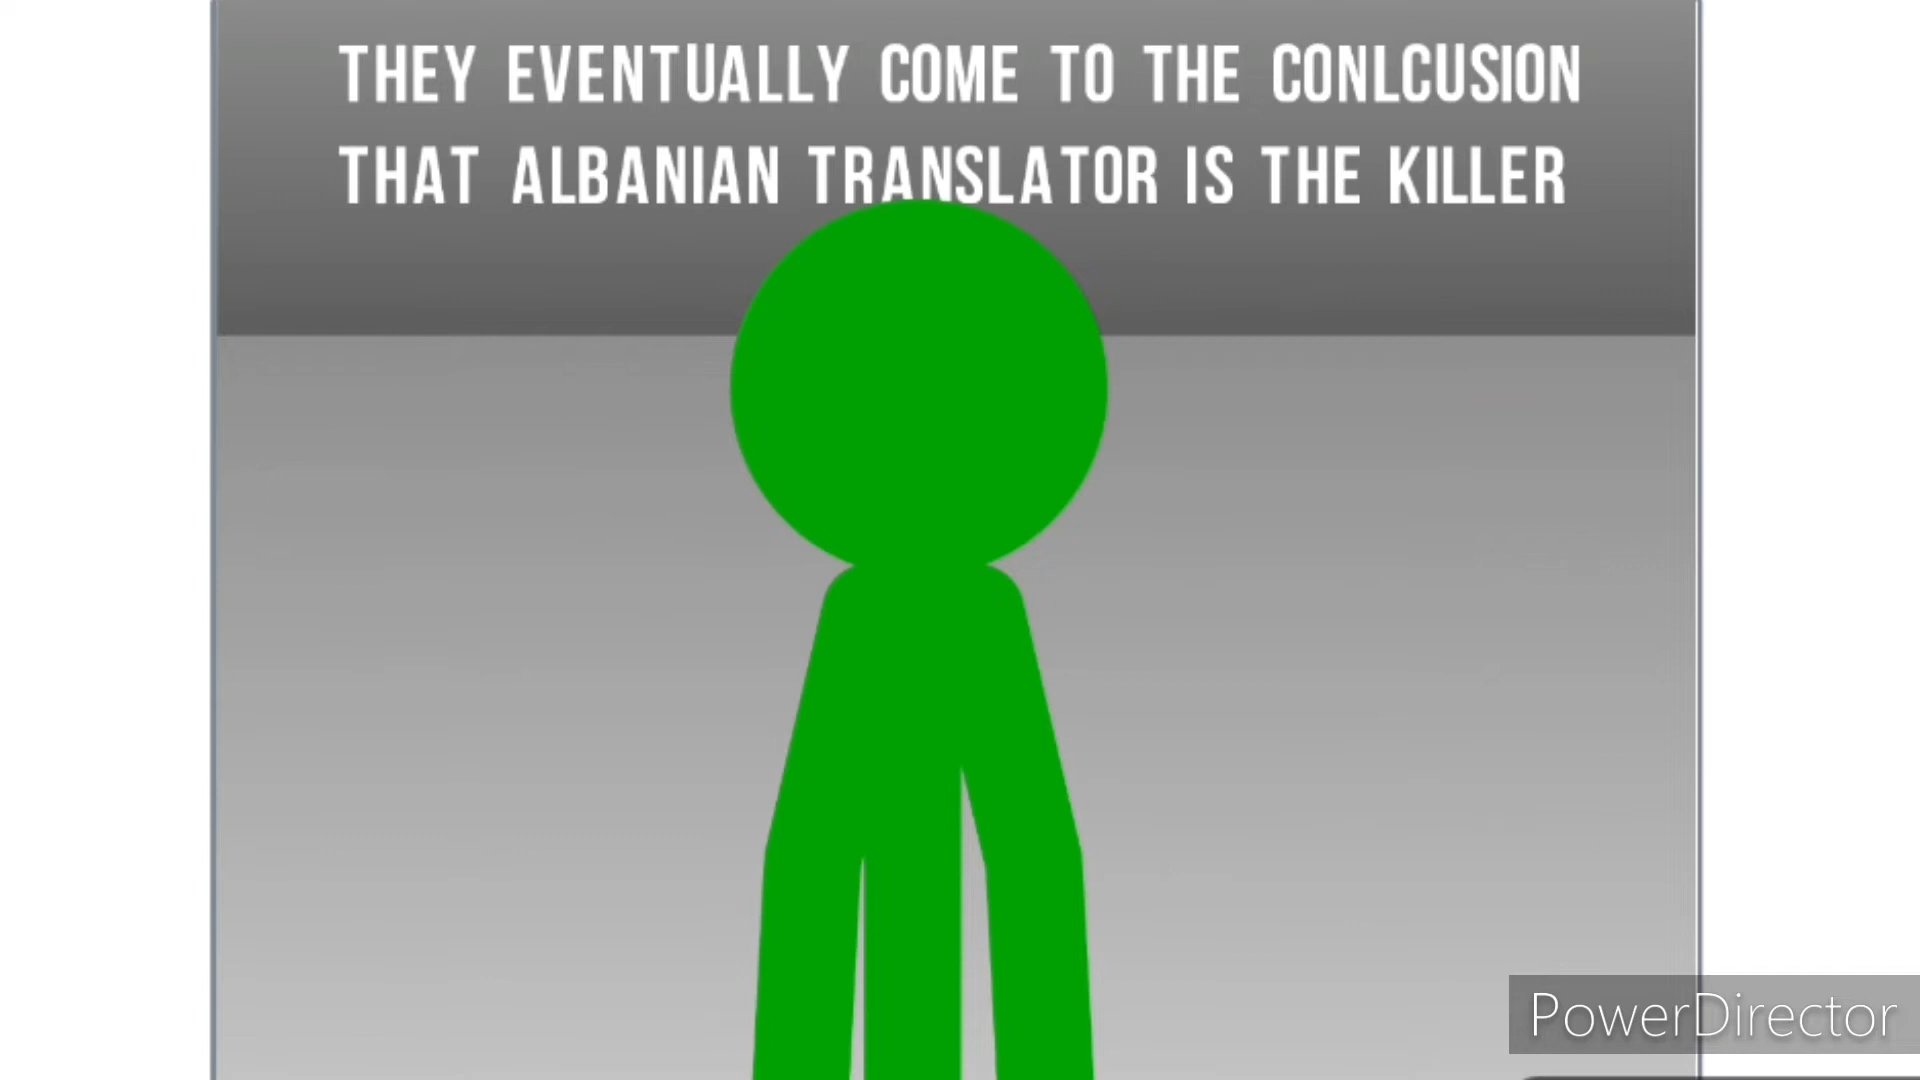 THEY EVENTUALLY COME TO THE CONLCUSION
THAT ALBANIAN TRANSLATOR IS THE KILLER
PowerDirector